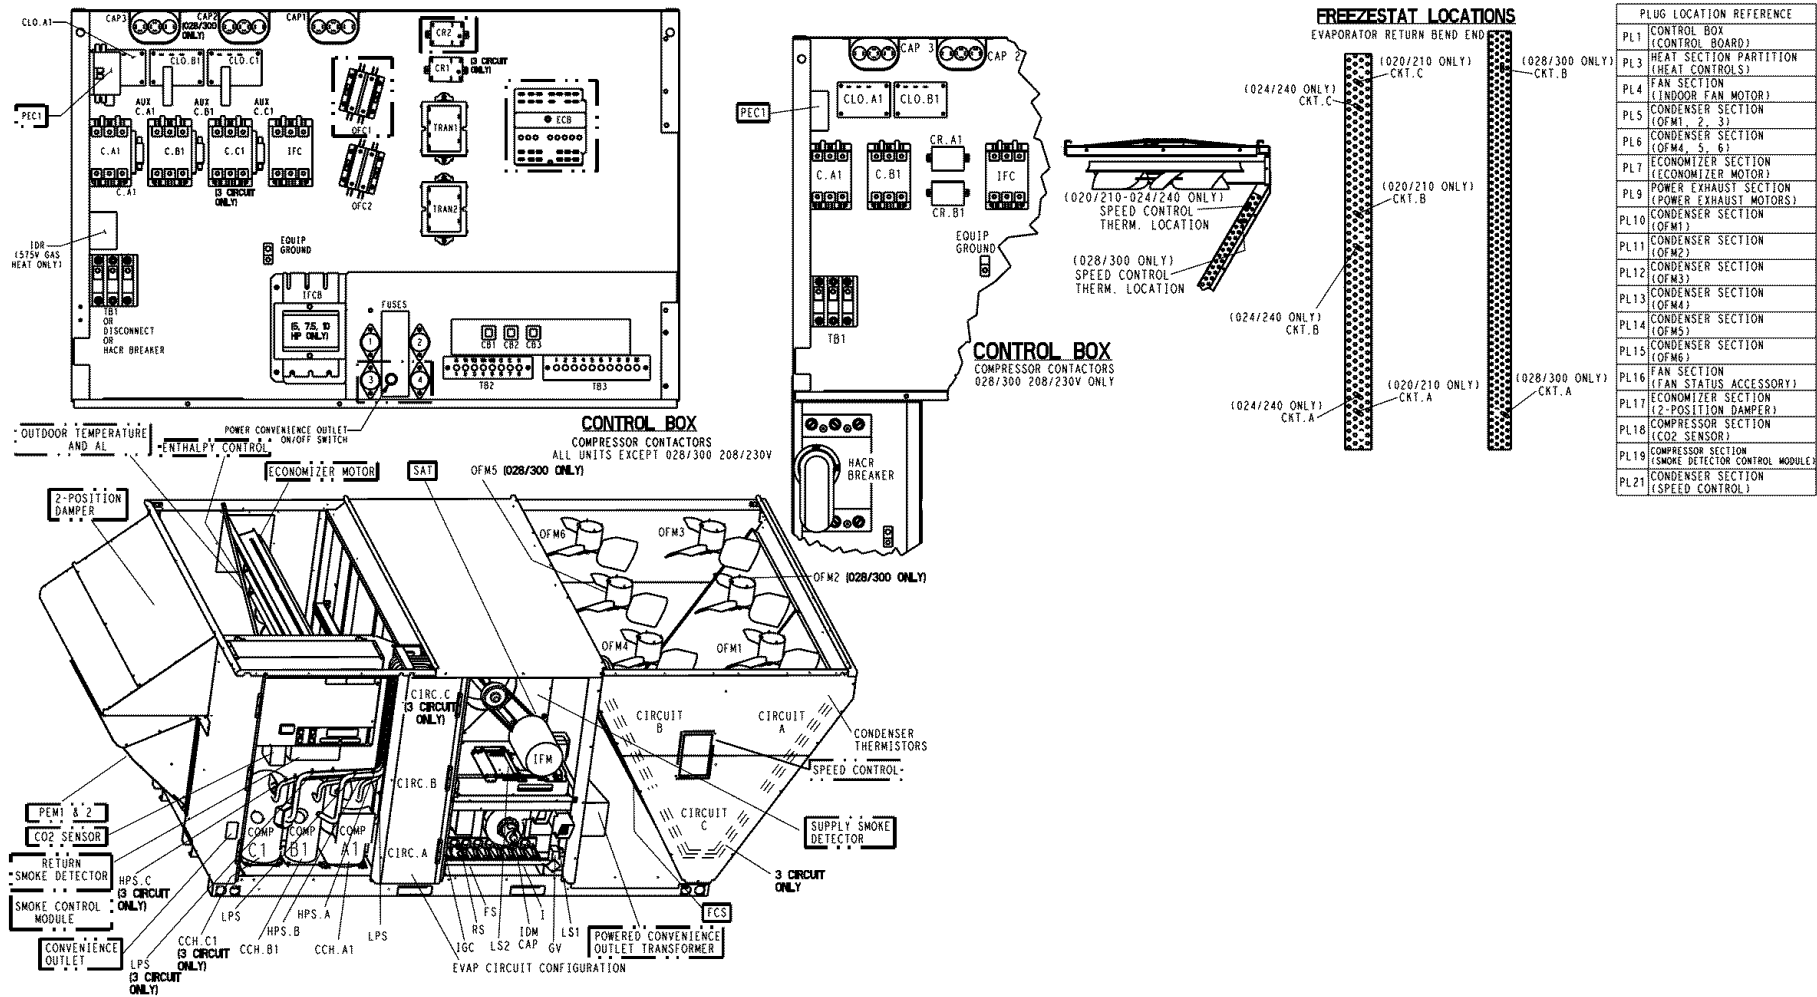 CLO.A1
CAP3
CAP2
(028/300
ONLY)
CAP1
CLO.B1
CLO.C1
B
PEC1
AUX
C.A1
AUX
C.B1
AUX
C.C1
C.A1
C.B1
C.C1
IFC
C.A1
(3 CIRCUIT
ONLY)
CR2
CR1
(3 CIRCUIT
ONLY)
OFC1
OFC2
TRAN1
TRAN2
ECB
IDR
(575V GAS
HEAT ONLY)
EQUIP
GROUND
TB1
OR
DISCONNECT
OR
HACR BREAKER
IFCB
(5, 7.5, 10
HP ONLY)
FUSES
1
2
3
4
CB1
CB2
CB3
TB2
TB3
POWER CONVENIENCE OUTLET
ON/OFF SWITCH
CONTROL BOX
COMPRESSOR CONTACTORS
ALL UNITS EXCEPT 028/300 208/230V
CAP 3
CAP 2
PEC1
CLO.A1
CLO.B1
CR.A1
C.A1
C.B1
IFC
CR.B1
EQUIP
GROUND
TB1
CONTROL BOX
COMPRESSOR CONTACTORS
028/300 208/230V ONLY
HACR
BREAKER
(020/210-024/240 ONLY)
SPEED CONTROL
THERM. LOCATION
(028/300 ONLY)
SPEED CONTROL
THERM. LOCATION
FREEZESTAT LOCATIONS
EVAPORATOR RETURN BEND END
(020/210 ONLY)
CKT.C
(024/240 ONLY)
CKT.C
(028/300 ONLY)
CKT.B
(020/210 ONLY)
CKT.B
(024/240 ONLY)
CKT.B
(020/210 ONLY)
CKT.A
(024/240 ONLY)
CKT.A
(028/300 ONLY)
CKT.A
PLUG LOCATION REFERENCE
PL1 CONTROL BOX
(CONTROL BOARD)
PL3 HEAT SECTION PARTITION
(HEAT CONTROLS)
PL4 FAN SECTION
(INDOOR FAN MOTOR)
PL5 CONDENSER SECTION
(OFM1, 2, 3)
PL6 CONDENSER SECTION
(OFM4, 5, 6)
PL7 ECONOMIZER SECTION
(ECONOMIZER MOTOR)
PL9 POWER EXHAUST SECTION
(POWER EXHAUST MOTORS)
PL10 CONDENSER SECTION
(OFM1)
PL11 CONDENSER SECTION
(OFM2)
PL12 CONDENSER SECTION
(OFM3)
PL13 CONDENSER SECTION
(OFM4)
PL14 CONDENSER SECTION
(OFM5)
PL15 CONDENSER SECTION
(OFM6)
PL16 FAN SECTION
(FAN STATUS ACCESSORY)
PL17 ECONOMIZER SECTION
(2-POSITION DAMPER)
PL18 COMPRESSOR SECTION
(CO2 SENSOR)
PL19 COMPRESSOR SECTION
(SMOKE DETECTOR CONTROL MODULE)
PL21 CONDENSER SECTION
(SPEED CONTROL)
OUTDOOR TEMPERATURE
AND AL
ENTHALPY CONTROL
ECONOMIZER MOTOR
SAT
OFM5 (028/300 ONLY)
2-POSITION
DAMPER
OFM6
OFM3
OFM2 (028/300 ONLY)
OFM4
OFM1
CIRC.C
(3 CIRCUIT
ONLY)
CIRC.B
CIRC.A
IFM
CIRCUIT
B
CIRCUIT
A
CIRCUIT
C
CONDENSER
THERMISTORS
SPEED CONTROL
SUPPLY SMOKE
DETECTOR
3 CIRCUIT
ONLY
COMP
C1
COMP
B1
COMP
A1
PEM1 & 2
CO2 SENSOR
RETURN
SMOKE DETECTOR
SMOKE CONTROL
MODULE
CONVENIENCE
OUTLET
HPS.C
(3 CIRCUIT
ONLY)
LPS
(3 CIRCUIT
ONLY)
CCH.C1
(3 CIRCUIT
ONLY)
LPS
CCH.B1
HPS.B
HPS.A
CCH.A1
LPS
IGC
RS
FS
LS2
IDM
CAP
I
GV
LS1
EVAP CIRCUIT CONFIGURATION
POWERED CONVENIENCE
OUTLET TRANSFORMER
FCS